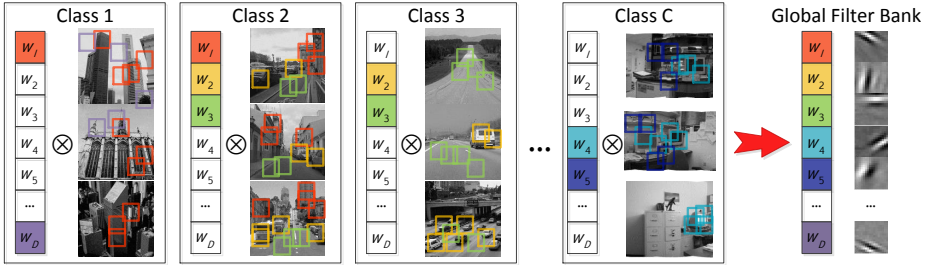 Class 1
Class 2
Class 3
Class C
Global Filter Bank
W1 W1 W1 W1 W1
W2 W2 W2 W2 W2
W3 W3 W3 W3 W3
W4 W4 W4 ... W4 W4
W5 W5 W5 W5 W5
... ... ... ... ... ...
WD WD WD WD WD